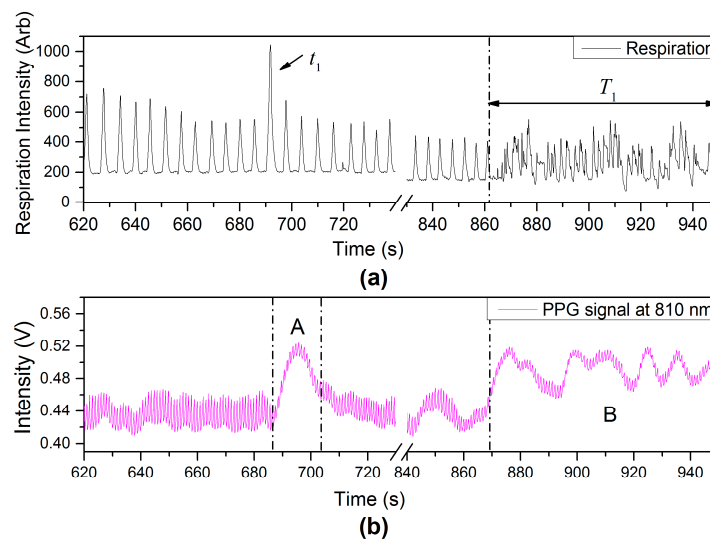 Respiration Intensity (Arb)
1000
800
600
400
200
0
t1
Respiration
T1
620 640 660 680 700 720 840 860 880 900 920 940
Time (s)
(a)
Intensity (V)
0.56
0.52
0.48
0.44
0.40
A
PPG signal at 810 nm
B
620 640 660 680 700 720 840 860 880 900 920 940
Time (s)
(b)